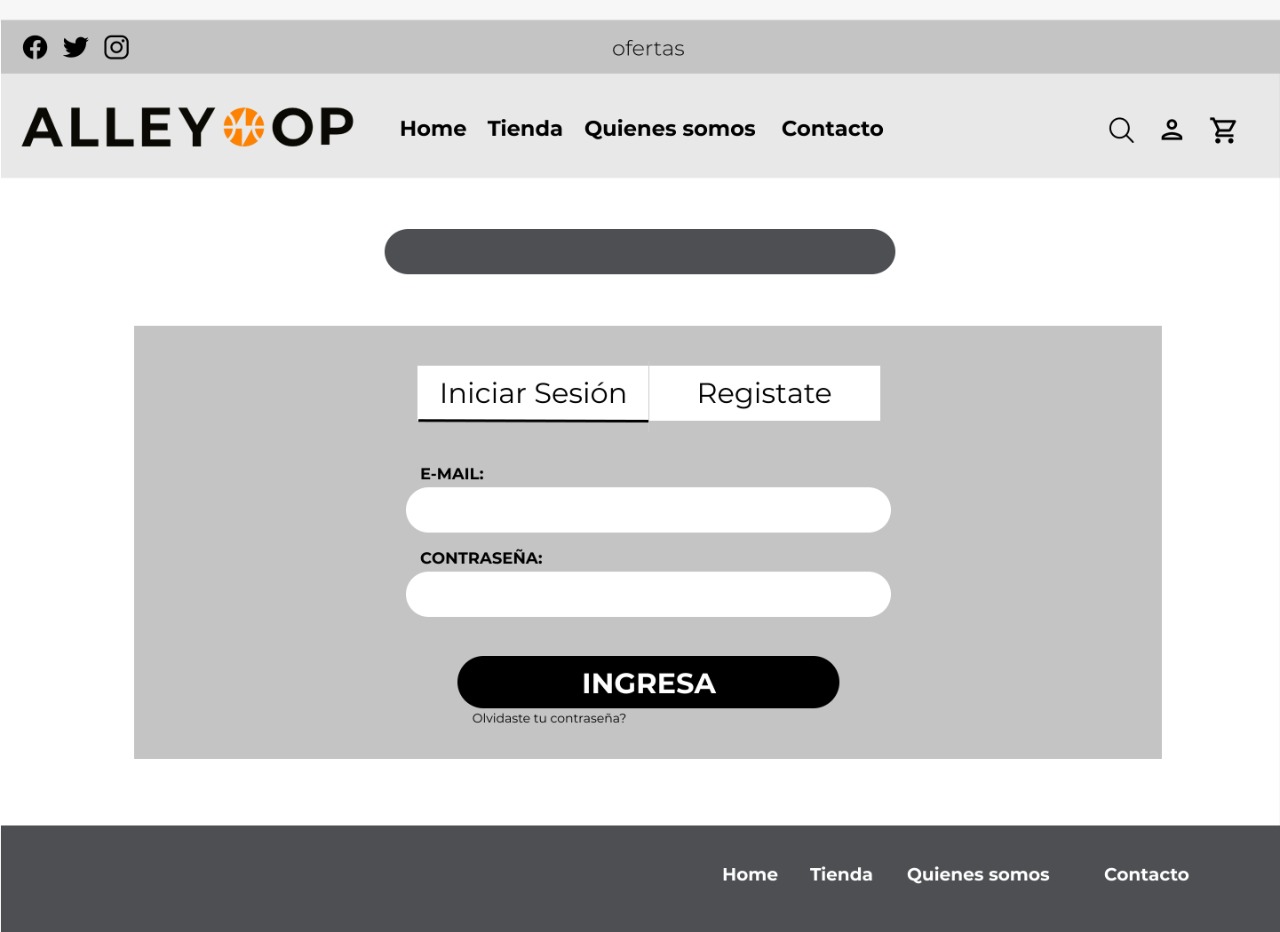 ofertas
ALLEY OP Home Tienda Quienes somos Contacto
Iniciar Sesión Registate
E-MAIL:
CONTRASEÑA:
INGRESA
Olvidaste tu contraseña?
Home Tienda Quienes somos Contacto